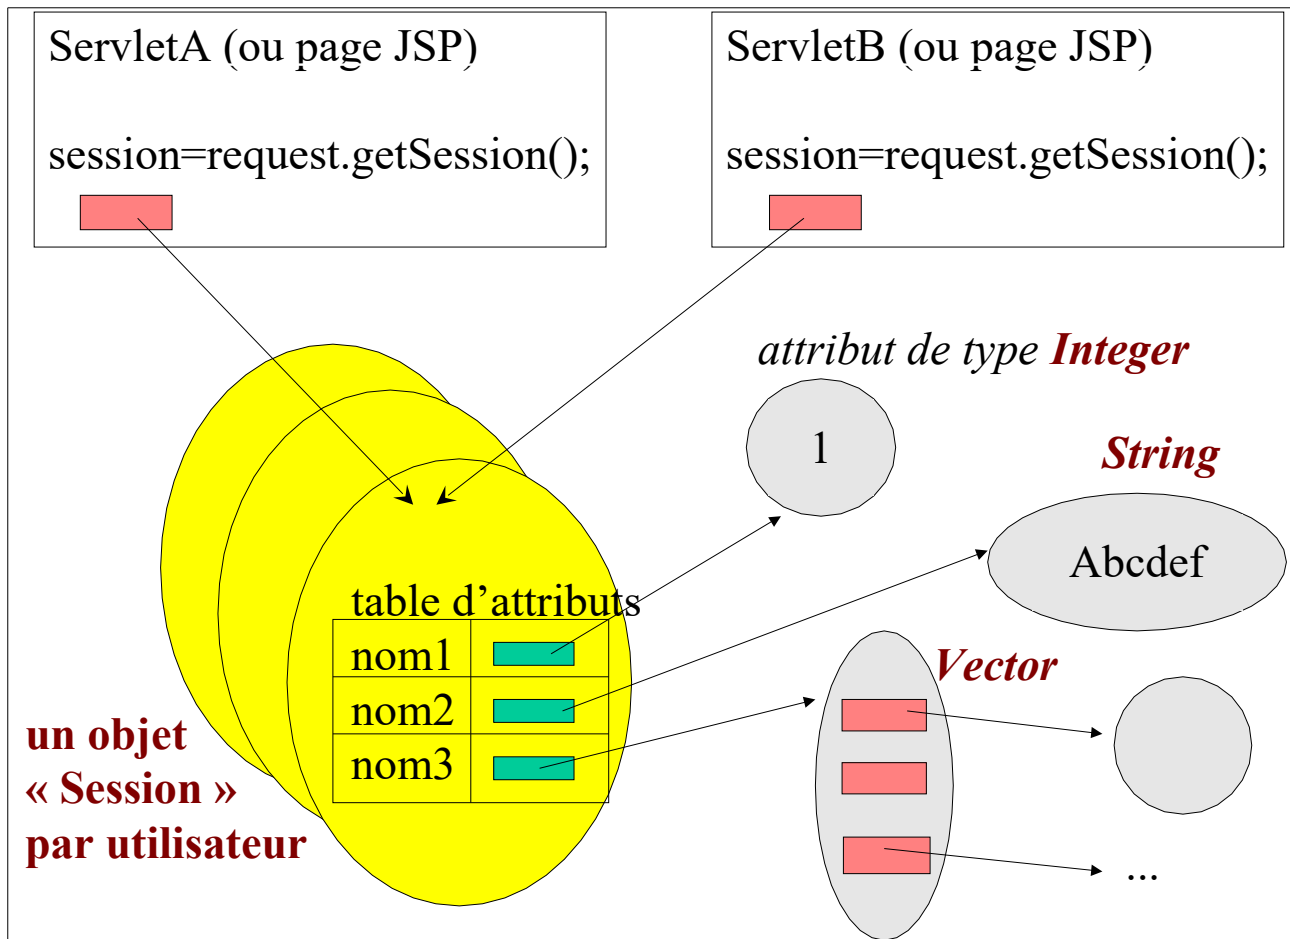 ServletA (ou page JSP)
session=request.getSession();
ServletB (ou page JSP)
session=request.getSession();
attribut de type Integer
1
String
Abcdef
table d’attributs
nom1
nom2
nom3
Vector
un objet
« Session »
par utilisateur
...